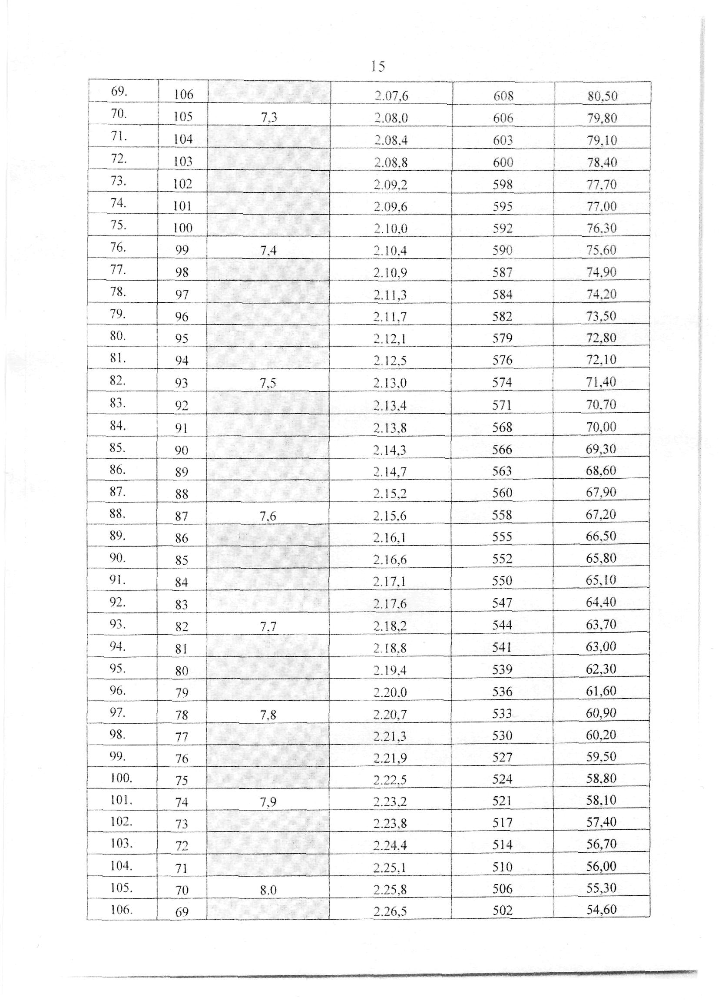 15
69. 106 2.07,6 608 80,50
70. 105 7,3 2.08,0 606 79,80
71. 104 2.08,4 603 79,10
72. 103 2.08,8 600 78,40
73. 102 2.09,2 598 77,70
74. 101 2.09,6 595 77,00
75. 100 2.10,0 592 76,30
76. 99 7,4 2.10,4 590 75,60
77. 98 2.10,9 587 74,90
78. 97 2.11,3 584 74,20
79. 96 2.11,7 582 73,50
80. 95 2.12,1 579 72,80
81. 94 2.12,5 576 72,10
82. 93 7,5 2.13,0 574 71,40
83. 92 2.13,4 571 70,70
84. 91 2.13,8 568 70,00
85. 90 2.14,3 566 69,30
86. 89 2.14,7 563 68,60
87. 88 2.15,2 560 67,90
88. 87 7,6 2.15,6 558 67,20
89. 86 2.16,1 555 66,50
90. 85 2.16,6 552 65,80
91. 84 2.17,1 550 65,10
92. 83 2.17,6 547 64,40
93. 82 7,7 2.18,2 544 63,70
94. 81 2.18,8 541 63,00
95. 80 2.19,4 539 62,30
96. 79 2.20,0 536 61,60
97. 78 7,8 2.20,7 533 60,90
98. 77 2.21,3 530 60,20
99. 76 2.21,9 527 59,50
100. 75 2.22,5 524 58,80
101. 74 7,9 2.23,2 521 58,10
102. 73 2.23,8 517 57,40
103. 72 2.24,4 514 56,70
104. 71 2.25,1 510 56,00
105. 70 8.0 2.25,8 506 55,30
106. 69 2.26,5 502 54,60